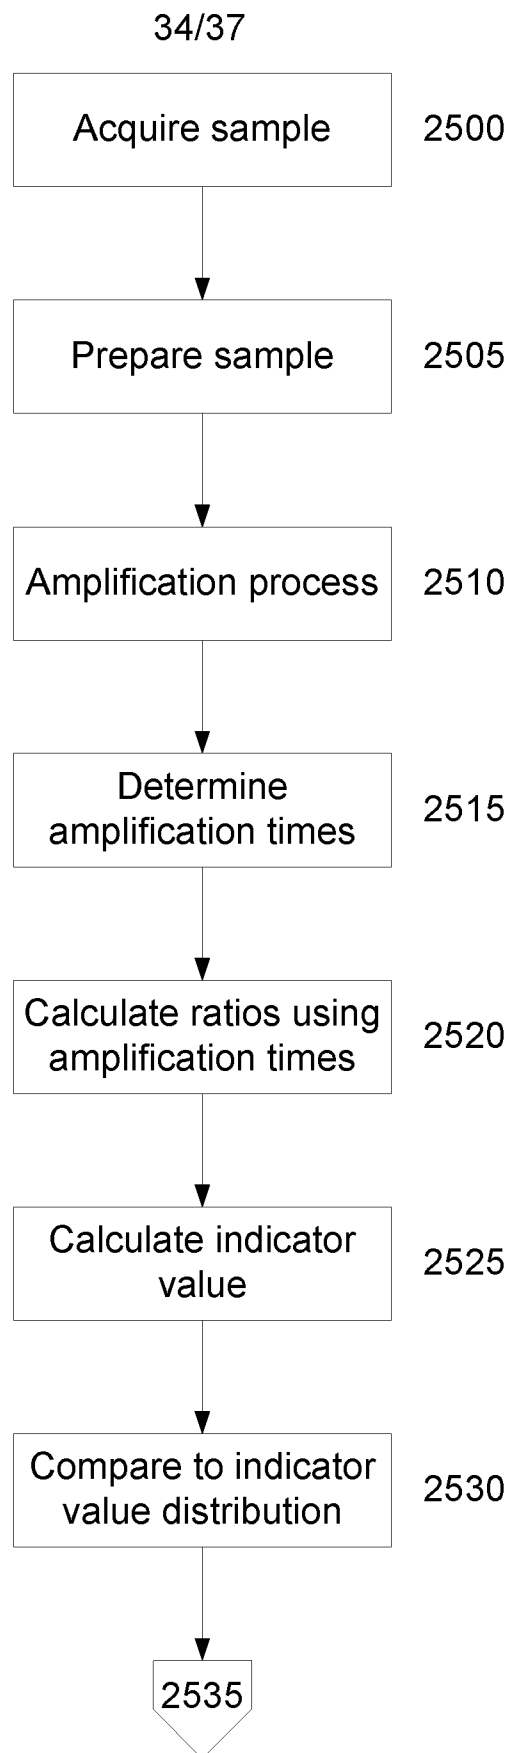 34/37
Acquire sample
2500
Prepare sample
2505
Amplification process
2510
Determine
amplification times
2515
Calculate ratios using
amplification times
2520
Calculate indicator
value
2525
Compare to indicator
value distribution
2530
2535